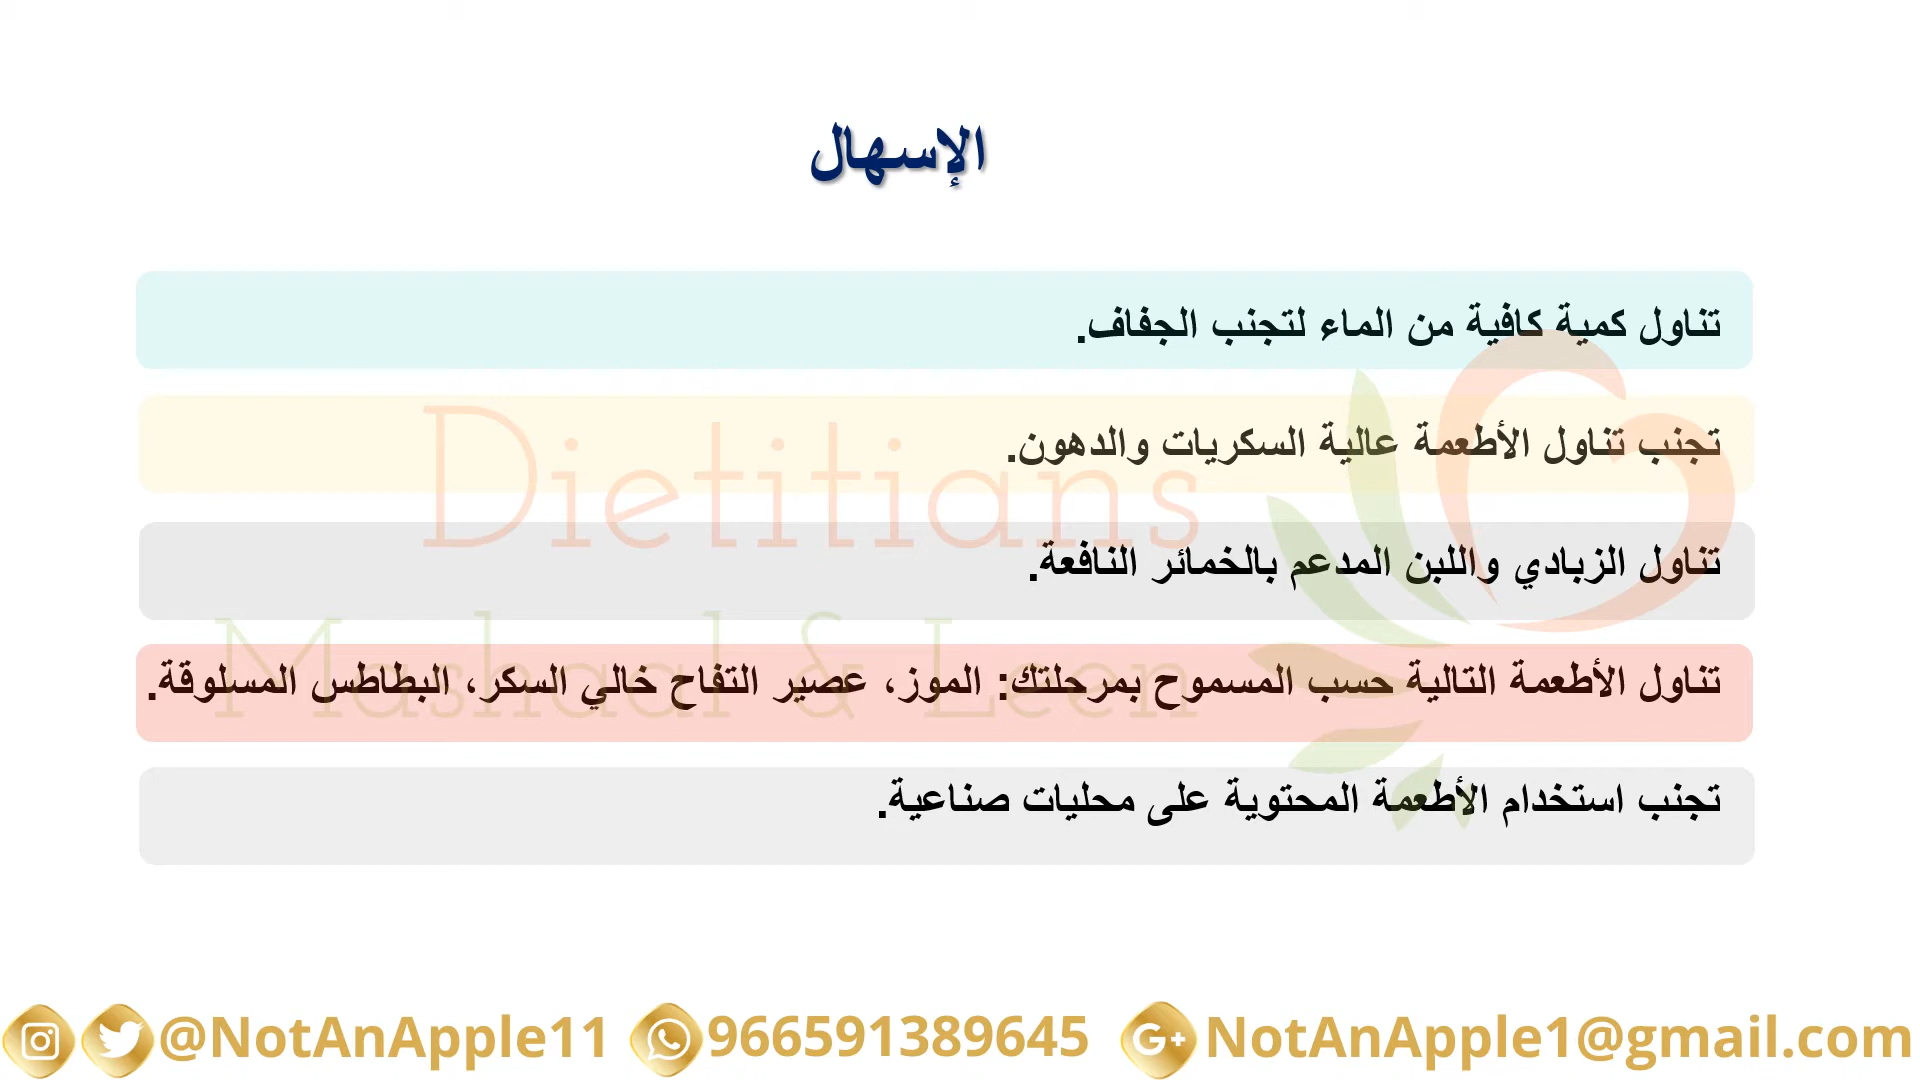 الإسهال
تناول كمية كافية من الماء لتجنب الجفاف.
تجنب تناول الأطعمة عالية السكريات والدهون.
تناول الزبادي واللبن المدعم بالخمائر النافعة.
تناول الأطعمة التالية حسب المسموح بمرحلتك: الموز، عصير التفاح خالي السكر، البطاطس المسلوقة.
تجنب استخدام الأطعمة المحتوية على محليات صناعية.
Dietitians
Mashaal & Leen
@NotAnApple11 966591389645 G+ NotAnApple1@gmail.com